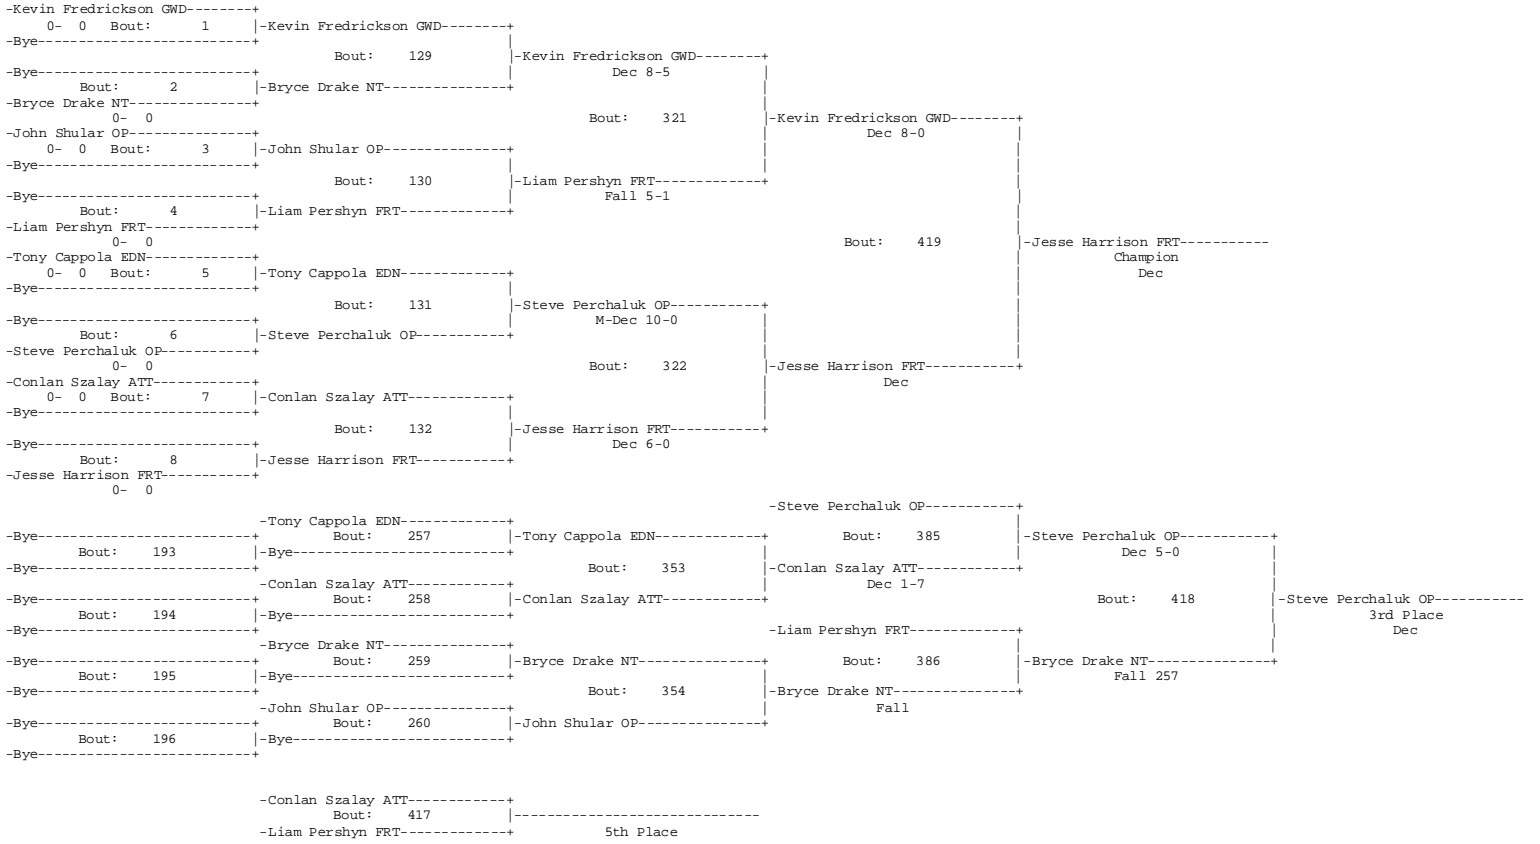 -Kevin Fredrickson GWD--------+
0- 0 Bout: 1 |-Kevin Fredrickson GWD--------+
-Bye--------------------------+ |
Bout: 129 |-Kevin Fredrickson GWD--------+
-Bye--------------------------+ | Dec 8-5 |
Bout: 2 |-Bryce Drake NT---------------+ |
-Bryce Drake NT---------------+ |
0- 0 Bout: 321 |-Kevin Fredrickson GWD--------+
-John Shular OP---------------+ | Dec 8-0 |
0- 0 Bout: 3 |-John Shular OP---------------+ | |
-Bye--------------------------+ | | |
Bout: 130 |-Liam Pershyn FRT-------------+ |
-Bye--------------------------+ | Fall 5-1 |
Bout: 4 |-Liam Pershyn FRT-------------+ |
-Liam Pershyn FRT-------------+ |
0- 0 Bout: 419 |-Jesse Harrison FRT-----------
-Tony Cappola EDN-------------+ | Champion
0- 0 Bout: 5 |-Tony Cappola EDN-------------+ | Dec
-Bye--------------------------+ | |
Bout: 131 |-Steve Perchaluk OP-----------+ |
-Bye--------------------------+ | M-Dec 10-0 | |
Bout: 6 |-Steve Perchaluk OP-----------+ | |
-Steve Perchaluk OP-----------+ | |
0- 0 Bout: 322 |-Jesse Harrison FRT-----------+
-Conlan Szalay ATT------------+ | Dec
0- 0 Bout: 7 |-Conlan Szalay ATT------------+ |
-Bye--------------------------+ | |
Bout: 132 |-Jesse Harrison FRT-----------+
-Bye--------------------------+ | Dec 6-0
Bout: 8 |-Jesse Harrison FRT-----------+
-Jesse Harrison FRT-----------+
0- 0
-Steve Perchaluk OP-----------+
-Tony Cappola EDN-------------+ |
-Bye--------------------------+ Bout: 257 |-Tony Cappola EDN-------------+ Bout: 385 |-Steve Perchaluk OP-----------+
Bout: 193 |-Bye--------------------------+ | | Dec 5-0 |
-Bye--------------------------+ Bout: 353 |-Conlan Szalay ATT------------+ |
-Conlan Szalay ATT------------+ | Dec 1-7 |
-Bye--------------------------+ Bout: 258 |-Conlan Szalay ATT------------+ Bout: 418 |-Steve Perchaluk OP-----------
Bout: 194 |-Bye--------------------------+ | 3rd Place
-Bye--------------------------+ -Liam Pershyn FRT-------------+ | Dec
-Bryce Drake NT---------------+ | |
-Bye--------------------------+ Bout: 259 |-Bryce Drake NT---------------+ Bout: 386 |-Bryce Drake NT---------------+
Bout: 195 |-Bye--------------------------+ | | Fall 257
-Bye--------------------------+ Bout: 354 |-Bryce Drake NT---------------+
-John Shular OP---------------+ | Fall
-Bye--------------------------+ Bout: 260 |-John Shular OP---------------+
Bout: 196 |-Bye--------------------------+
-Bye--------------------------+
-Conlan Szalay ATT------------+
Bout: 417 |------------------------------
-Liam Pershyn FRT-------------+ 5th Place